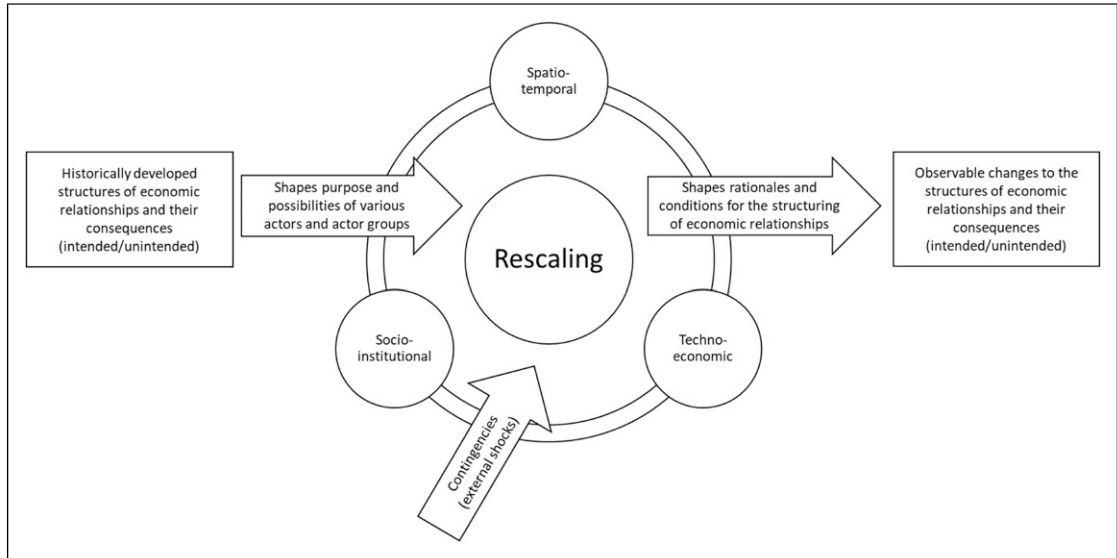 Spatio-
temporal
Historically developed
structures of economic
relationships and their
consequences
(intended/unintended)
Shapes purpose and
possibilities of various
actors and actor groups
Rescaling
Shapes rationales and
conditions for the structuring
of economic relationships
Observable changes to the
structures of economic
relationships and their
consequences
(intended/unintended)
Socio-
institutional
Techno-
economic
Contingencies
(external shocks)